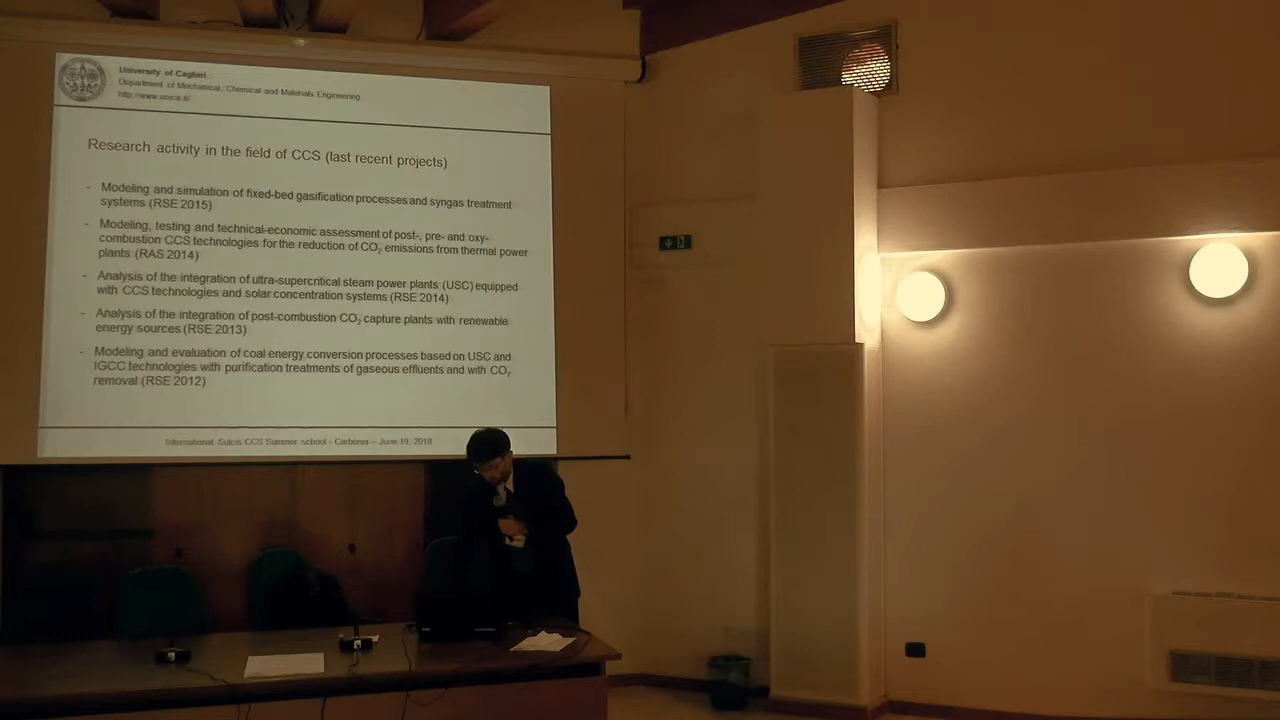 University of Cagliari
Department of Mechanical, Chemical and Materials Engineering
http://www.unica.it/
Research activity in the field of CCS (last recent projects)
- Modeling and simulation of fixed-bed gasification processes and syngas treatment
systems (RSE 2015)
- Modeling, testing and technical-economic assessment of post-, pre- and oxy-
combustion CCS technologies for the reduction of CO₂ emissions from thermal power
plants (RAS 2014)
- Analysis of the integration of ultra-supercritical steam power plants (USC) equipped
with CCS technologies and solar concentration systems (RSE 2014)
- Analysis of the integration of post-combustion CO₂ capture plants with renewable
energy sources (RSE 2013)
- Modeling and evaluation of coal energy conversion processes based on USC and
IGCC technologies with purification treatments of gaseous effluents and with CO₂
removal (RSE 2012)
International Sulcis CCS Summer school - Carbonia – June 19, 2018